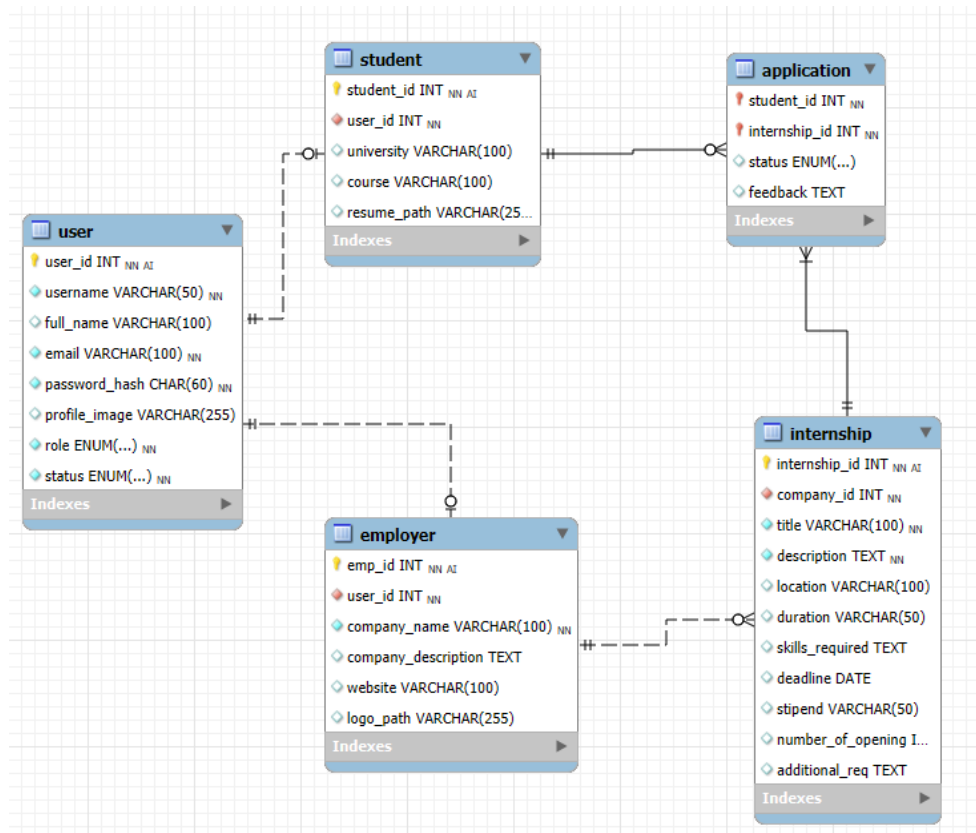 student
student_id INT NN AI
user_id INT NN
university VARCHAR(100)
course VARCHAR(100)
resume_path VARCHAR(25...
Indexes
application
student_id INT NN
internship_id INT NN
status ENUM(...)
feedback TEXT
Indexes
user
user_id INT NN AI
username VARCHAR(50) NN
full_name VARCHAR(100)
email VARCHAR(100) NN
password_hash CHAR(60) NN
profile_image VARCHAR(255)
role ENUM(...) NN
status ENUM(...) NN
Indexes
employer
emp_id INT NN AI
user_id INT NN
company_name VARCHAR(100) NN
company_description TEXT
website VARCHAR(100)
logo_path VARCHAR(255)
Indexes
internship
internship_id INT NN AI
company_id INT NN
title VARCHAR(100) NN
description TEXT NN
location VARCHAR(100)
duration VARCHAR(50)
skills_required TEXT
deadline DATE
stipend VARCHAR(50)
number_of_opening I...
additional_req TEXT
Indexes